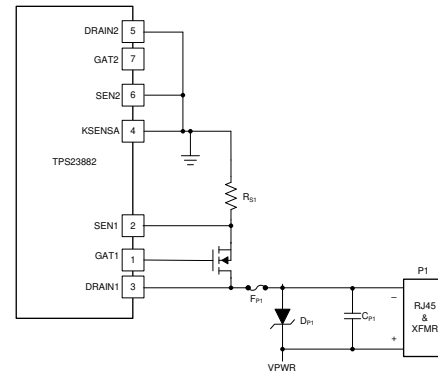 DRAIN2 5
GAT2 7
SEN2 6
KSENSA 4
TPS23882
RS1
SEN1 2
GAT1 1
DRAIN1 3
FP1
DP1
CP1
P1
–
RJ45
&
XFMR
+
VPWR